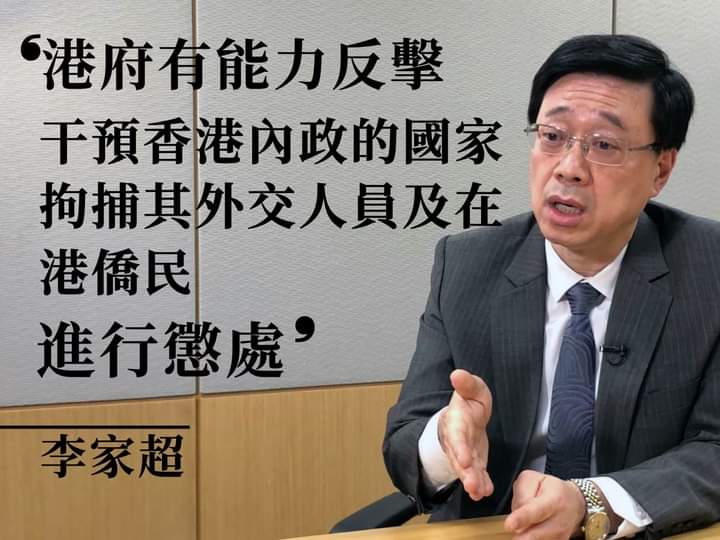 ‘港府有能力反擊
干預香港內政的國家
拘捕其外交人員及在
港僑民
進行懲處’
李家超